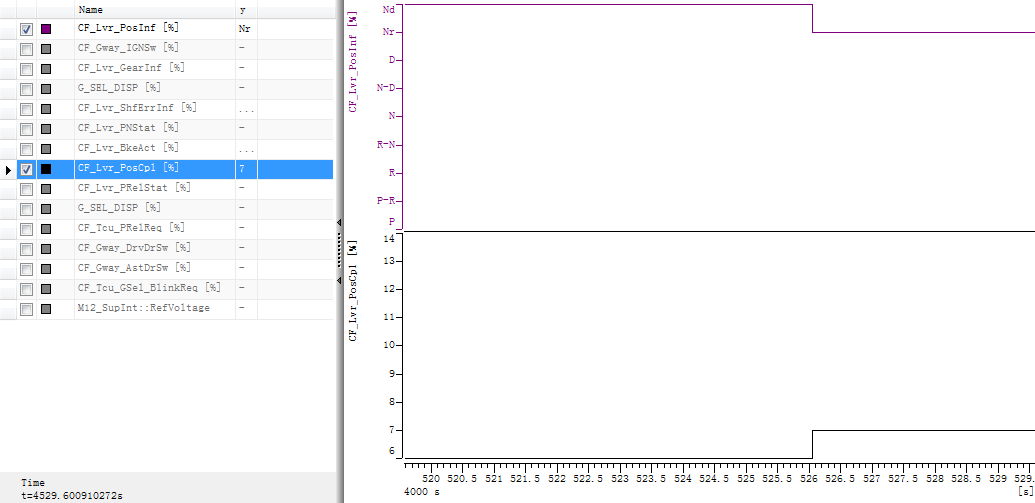 Name y
CF_Lvr_PosInf [%] Nr
CF_Gway_IGNSw [%] -
CF_Lvr_GearInf [%] -
G_SEL_DISP [%] -
CF_Lvr_ShfErrInf [%] ...
CF_Lvr_PNStat [%] -
CF_Lvr_BkeAct [%] ...
CF_Lvr_PosCpl [%] 7
CF_Lvr_PRelStat [%] -
G_SEL_DISP [%] -
CF_Tcu_PRelReq [%] -
CF_Gway_DrvDrSw [%] -
CF_Gway_AstDrSw [%] -
CF_Tcu_GSel_BlinkReq [%] -
M12_SupInt::RefVoltage -
Time
t=4529.600910272s
CF_Lvr_PosInf [%]
Nd
Nr
D
N-D
N
R-N
R
P-R
P
CF_Lvr_PosCpl [%]
14
13
12
11
10
9
8
7
6
520 520.5 521 521.5 522 522.5 523 523.5 524 524.5 525 525.5 526 526.5 527 527.5 528 528.5 529 529.
4000 s [s]